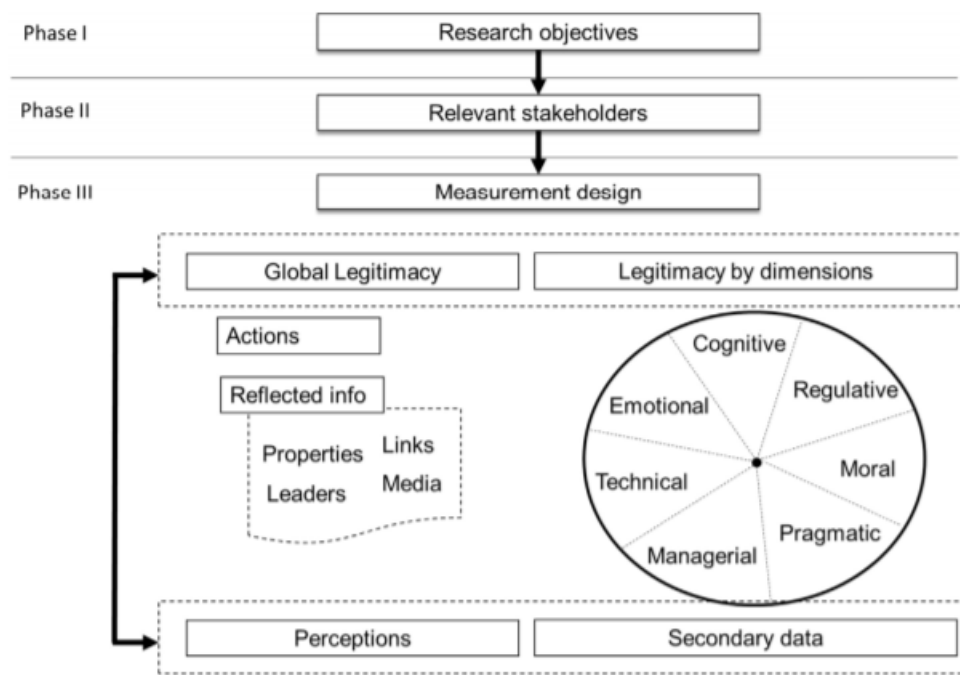 Phase I
Research objectives
Phase II
Relevant stakeholders
Phase III
Measurement design
Global Legitimacy
Legitimacy by dimensions
Actions
Reflected info
Properties
Links
Leaders
Media
Cognitive
Regulative
Emotional
Moral
Technical
Pragmatic
Managerial
Perceptions
Secondary data